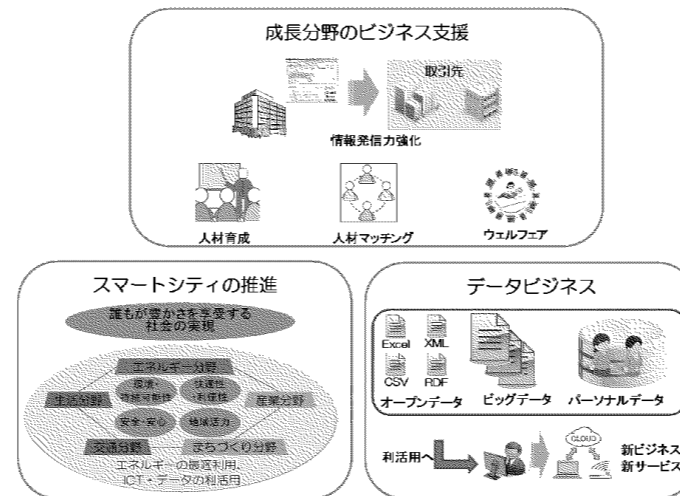 成長分野のビジネス支援
取引先
情報発信力強化
人材育成
人材マッチング
ウェルフェア
スマートシティの推進
誰もが豊かさを享受する
社会の実現
エネルギー分野
環境・
持続可能性
快適性
・利便性
生活分野
産業分野
安全・安心
地域活力
交通分野
まちづくり分野
エネルギーの最適利用、
ICT・データの利活用
データビジネス
Excel
XML
CSV
RDF
オープンデータ
ビッグデータ
パーソナルデータ
利活用へ
CLOUD
新ビジネス
新サービス